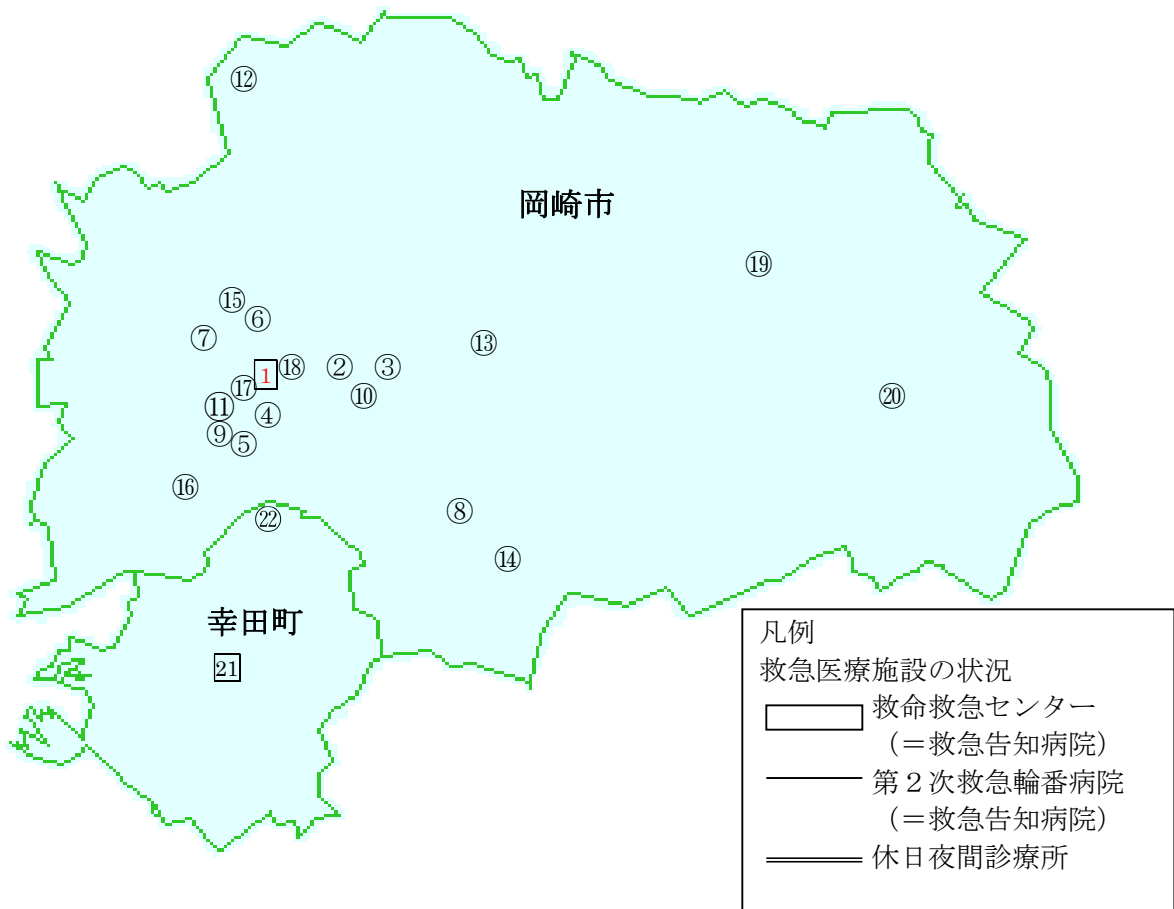 ⑫
岡崎市
⑲
⑮
⑥
⑦
⑬
1
⑱
②
③
⑰
⑩
⑳
⑪
④
⑨
⑤
⑯
⑧
㉒
⑭
幸田町
21
凡例
救急医療施設の状況
救命救急センター
(=救急告知病院)
第2次救急輪番病院
(=救急告知病院)
休日夜間診療所